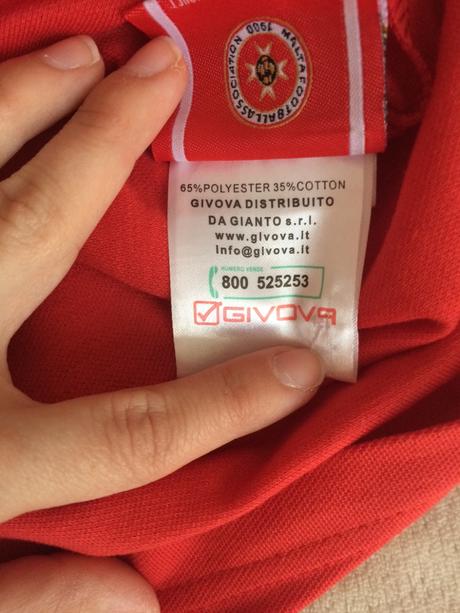 MALTA FOOTBALL ASSOCIATION 1900
65%POLYESTER 35%COTTON
GIVOVA DISTRIBUITO
DA GIANTO s.r.l.
www.givova.it
Info@givova.it
NUMERO VERDE
800 525253
GIVOVA